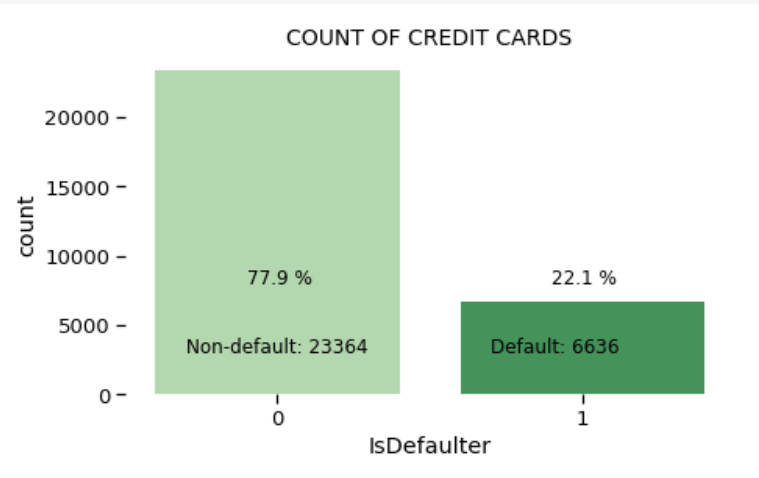 COUNT OF CREDIT CARDS
20000
15000
10000
5000
0
count
77.9 %
22.1 %
Non-default: 23364
Default: 6636
0
1
IsDefaulter